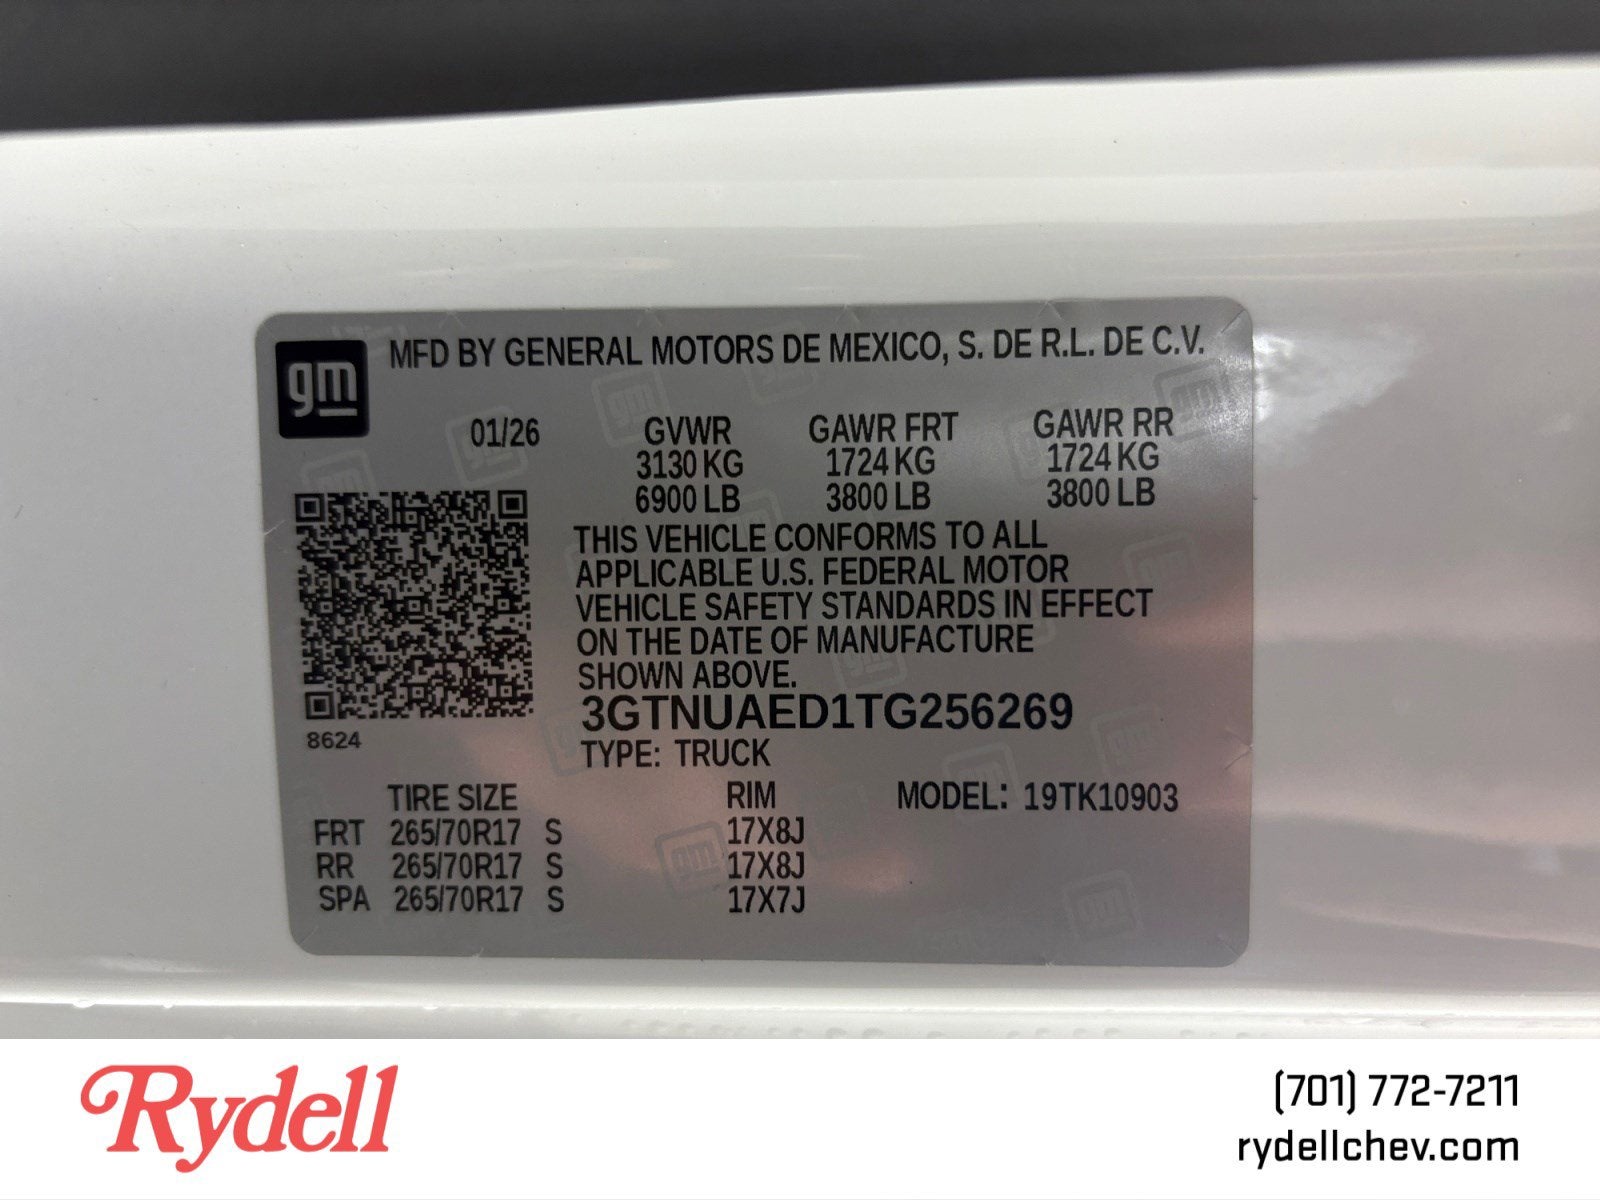 gm MFD BY GENERAL MOTORS DE MEXICO, S. DE R.L. DE C.V.
01/26 GVWR GAWR FRT GAWR RR
3130 KG 1724 KG 1724 KG
6900 LB 3800 LB 3800 LB
THIS VEHICLE CONFORMS TO ALL
APPLICABLE U.S. FEDERAL MOTOR
VEHICLE SAFETY STANDARDS IN EFFECT
ON THE DATE OF MANUFACTURE
SHOWN ABOVE.
3GTNUAED1TG256269
8624
TYPE: TRUCK
TIRE SIZE RIM MODEL: 19TK10903
FRT 265/70R17 S 17X8J
RR 265/70R17 S 17X8J
SPA 265/70R17 S 17X7J
Rydell
(701) 772-7211
rydellchev.com